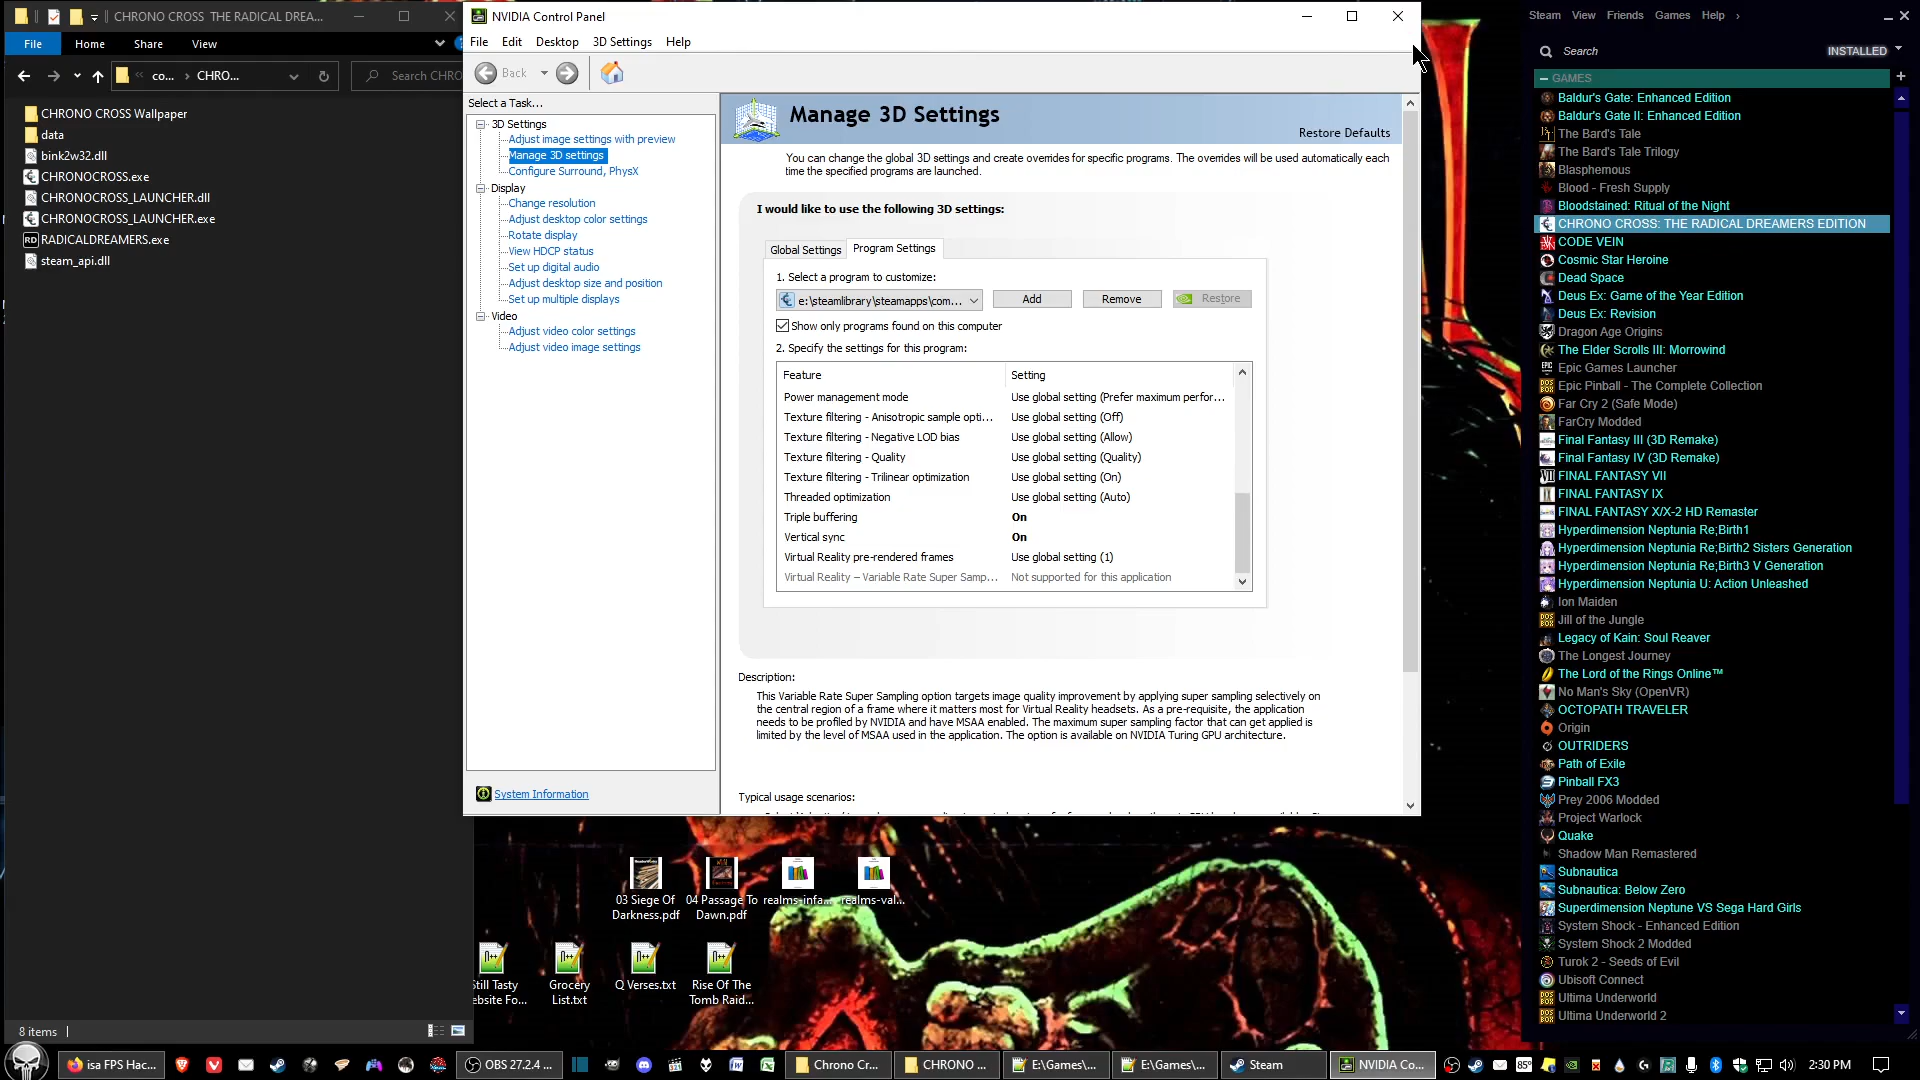 CHRONO CROSS  THE RADICAL DREA...
File
Home
Share
View
co...
CHRO...
Search CHRO
CHRONO CROSS Wallpaper
data
bink2w32.dll
CHRONOCROSS.exe
CHRONOCROSS_LAUNCHER.dll
CHRONOCROSS_LAUNCHER.exe
RADICALDREAMERS.exe
steam_api.dll
8 items
NVIDIA Control Panel
File
Edit
Desktop
3D Settings
Help
Back
Select a Task...
3D Settings
Adjust image settings with preview
Manage 3D settings
Configure Surround, PhysX
Display
Change resolution
Adjust desktop color settings
Rotate display
View HDCP status
Set up digital audio
Adjust desktop size and position
Set up multiple displays
Video
Adjust video color settings
Adjust video image settings
System Information
Manage 3D Settings
Restore Defaults
You can change the global 3D settings and create overrides for specific programs. The overrides will be used automatically each
time the specified programs are launched.
I would like to use the following 3D settings:
Global Settings
Program Settings
1. Select a program to customize:
e:\steamlibrary\steamapps\com...
Add
Remove
Restore
Show only programs found on this computer
2. Specify the settings for this program:
Feature
Setting
Power management mode
Use global setting (Prefer maximum perfor...
Texture filtering - Anisotropic sample opti...
Use global setting (Off)
Texture filtering - Negative LOD bias
Use global setting (Allow)
Texture filtering - Quality
Use global setting (Quality)
Texture filtering - Trilinear optimization
Use global setting (On)
Threaded optimization
Use global setting (Auto)
Triple buffering
On
Vertical sync
On
Virtual Reality pre-rendered frames
Use global setting (1)
Virtual Reality – Variable Rate Super Samp...
Not supported for this application
Description:
This Variable Rate Super Sampling option targets image quality improvement by applying super sampling selectively on
the central region of a frame where it matters most for Virtual Reality headsets. As a pre-requisite, the application
needs to be profiled by NVIDIA and have MSAA enabled. The maximum super sampling factor that can get applied is
limited by the level of MSAA used in the application. The option is available on NVIDIA Turing GPU architecture.
Typical usage scenarios:
03 Siege Of
Darkness.pdf
04 Passage To
Dawn.pdf
realms-infa...
realms-val...
Still Tasty
ebsite Fo...
Grocery
List.txt
Q Verses.txt
Rise Of The
Tomb Raid...
Steam
View
Friends
Games
Help
Search
INSTALLED
GAMES
Baldur's Gate: Enhanced Edition
Baldur's Gate II: Enhanced Edition
The Bard's Tale
The Bard's Tale Trilogy
Blasphemous
Blood - Fresh Supply
Bloodstained: Ritual of the Night
CHRONO CROSS: THE RADICAL DREAMERS EDITION
CODE VEIN
Cosmic Star Heroine
Dead Space
Deus Ex: Game of the Year Edition
Deus Ex: Revision
Dragon Age Origins
The Elder Scrolls III: Morrowind
Epic Games Launcher
Epic Pinball - The Complete Collection
Far Cry 2 (Safe Mode)
FarCry Modded
Final Fantasy III (3D Remake)
Final Fantasy IV (3D Remake)
FINAL FANTASY VII
FINAL FANTASY IX
FINAL FANTASY X/X-2 HD Remaster
Hyperdimension Neptunia Re;Birth1
Hyperdimension Neptunia Re;Birth2 Sisters Generation
Hyperdimension Neptunia Re;Birth3 V Generation
Hyperdimension Neptunia U: Action Unleashed
Ion Maiden
Jill of the Jungle
Legacy of Kain: Soul Reaver
The Longest Journey
The Lord of the Rings Online™
No Man's Sky (OpenVR)
OCTOPATH TRAVELER
Origin
OUTRIDERS
Path of Exile
Pinball FX3
Prey 2006 Modded
Project Warlock
Quake
Shadow Man Remastered
Subnautica
Subnautica: Below Zero
Superdimension Neptune VS Sega Hard Girls
System Shock - Enhanced Edition
System Shock 2 Modded
Turok 2 - Seeds of Evil
Ubisoft Connect
Ultima Underworld
Ultima Underworld 2
isa FPS Hac...
OBS 27.2.4 ...
Chrono Cr...
CHRONO ...
E:\Games\...
E:\Games\...
Steam
NVIDIA Co...
85°
2:30 PM